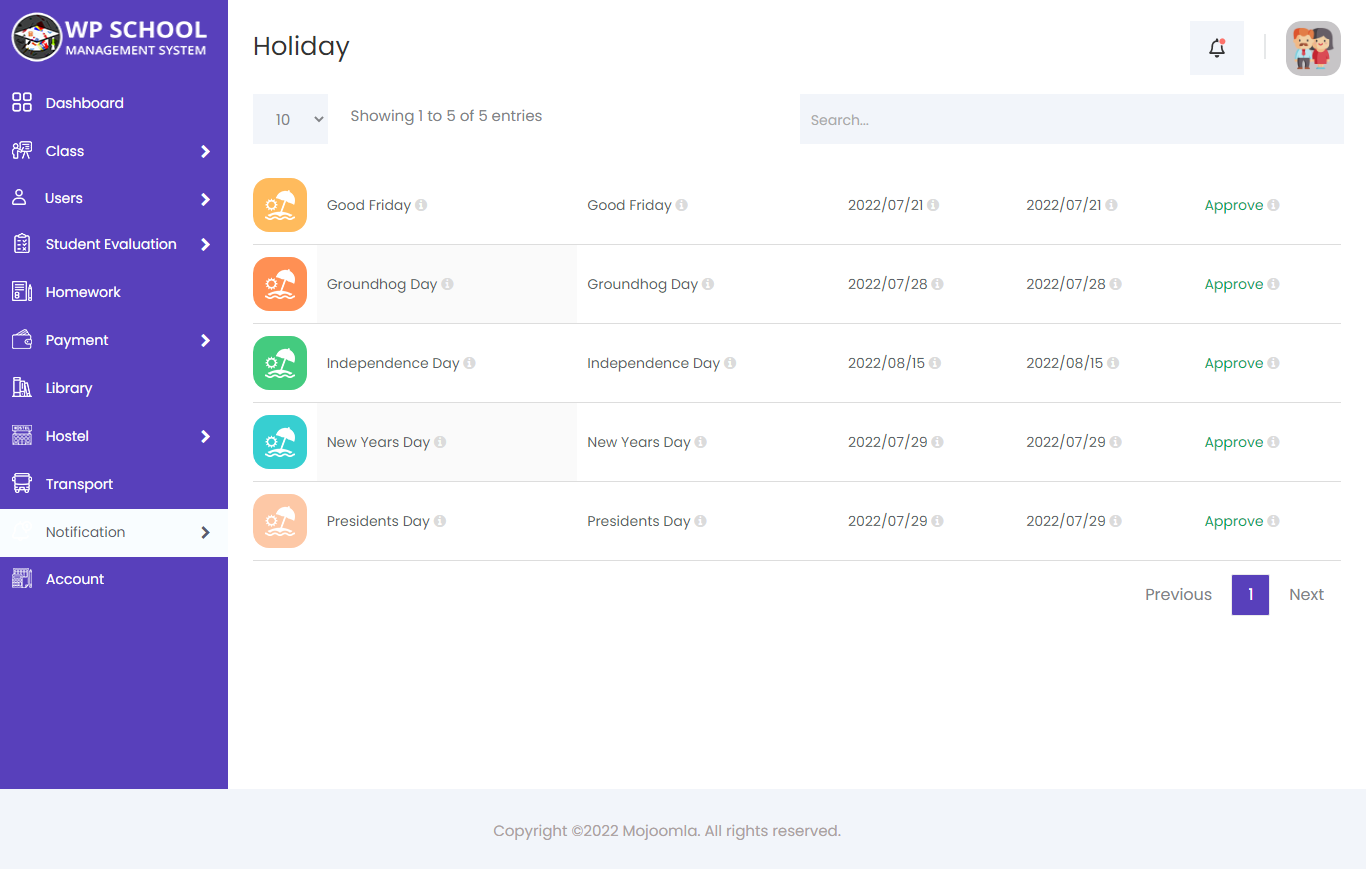 WP SCHOOL
MANAGEMENT SYSTEM
Dashboard
Class
Users
Student Evaluation
Homework
Payment
Library
Hostel
Transport
Notification
Account
Holiday
10
Showing 1 to 5 of 5 entries
Search...
Good Friday Good Friday 2022/07/21 2022/07/21 Approve
Groundhog Day Groundhog Day 2022/07/28 2022/07/28 Approve
Independence Day Independence Day 2022/08/15 2022/08/15 Approve
New Years Day New Years Day 2022/07/29 2022/07/29 Approve
Presidents Day Presidents Day 2022/07/29 2022/07/29 Approve
Previous 1 Next
Copyright ©2022 Mojoomla. All rights reserved.